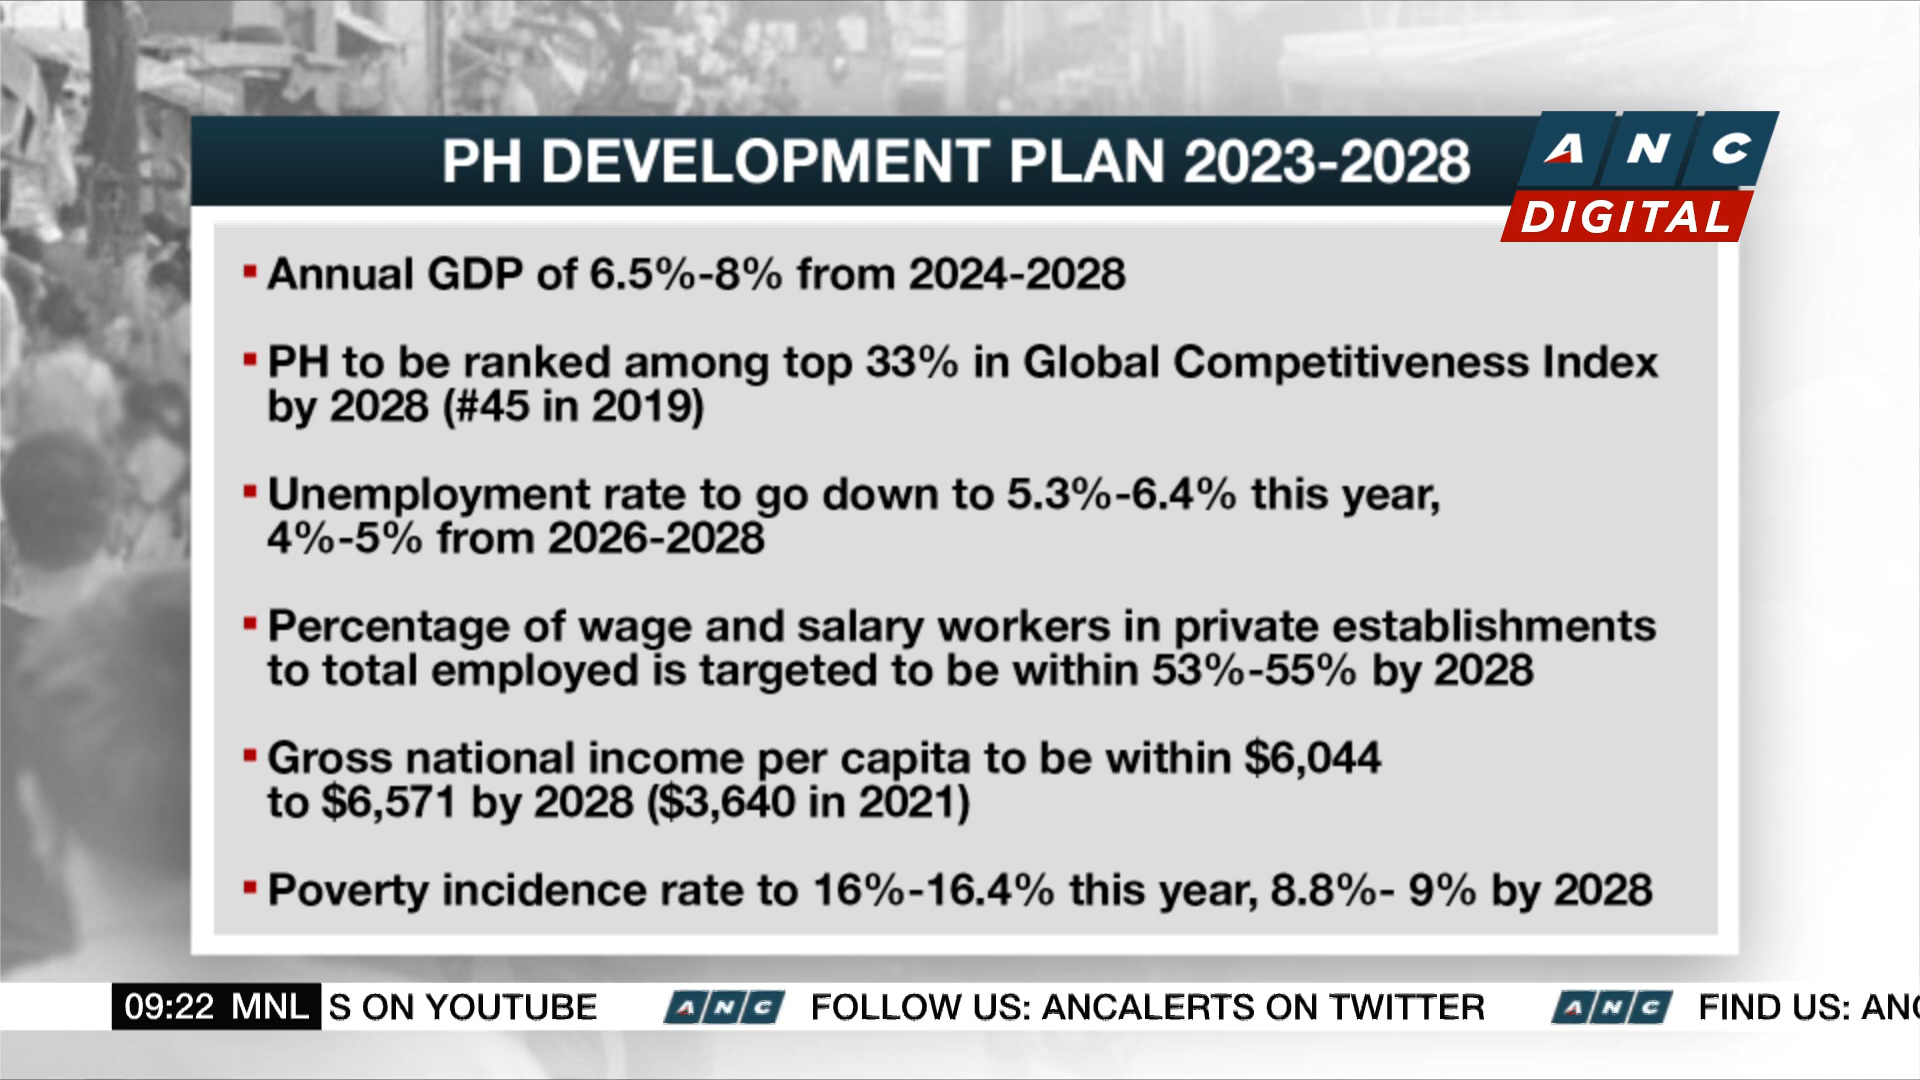 PH DEVELOPMENT PLAN 2023-2028
ANC
DIGITAL
▪ Annual GDP of 6.5%-8% from 2024-2028
▪ PH to be ranked among top 33% in Global Competitiveness Index
by 2028 (#45 in 2019)
▪ Unemployment rate to go down to 5.3%-6.4% this year,
4%-5% from 2026-2028
▪ Percentage of wage and salary workers in private establishments
to total employed is targeted to be within 53%-55% by 2028
▪ Gross national income per capita to be within $6,044
to $6,571 by 2028 ($3,640 in 2021)
▪ Poverty incidence rate to 16%-16.4% this year, 8.8%- 9% by 2028
09:22 MNL S ON YOUTUBE ANC FOLLOW US: ANCALERTS ON TWITTER ANC FIND US: ANC